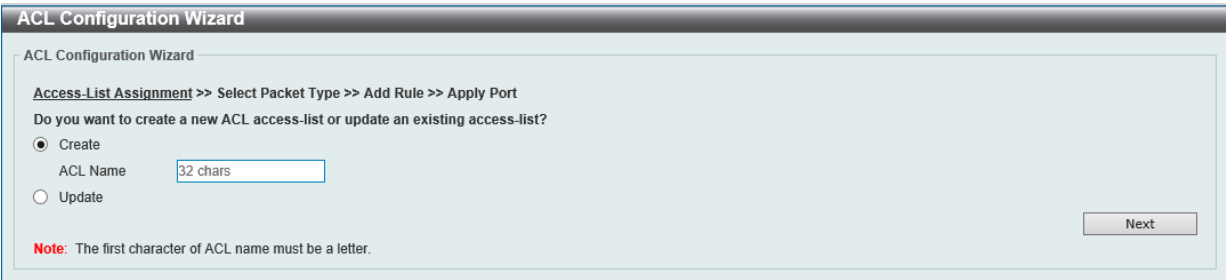 ACL Configuration Wizard
ACL Configuration Wizard
Access-List Assignment >> Select Packet Type >> Add Rule >> Apply Port
Do you want to create a new ACL access-list or update an existing access-list?
Create
ACL Name 32 chars
Update
Next
Note: The first character of ACL name must be a letter.